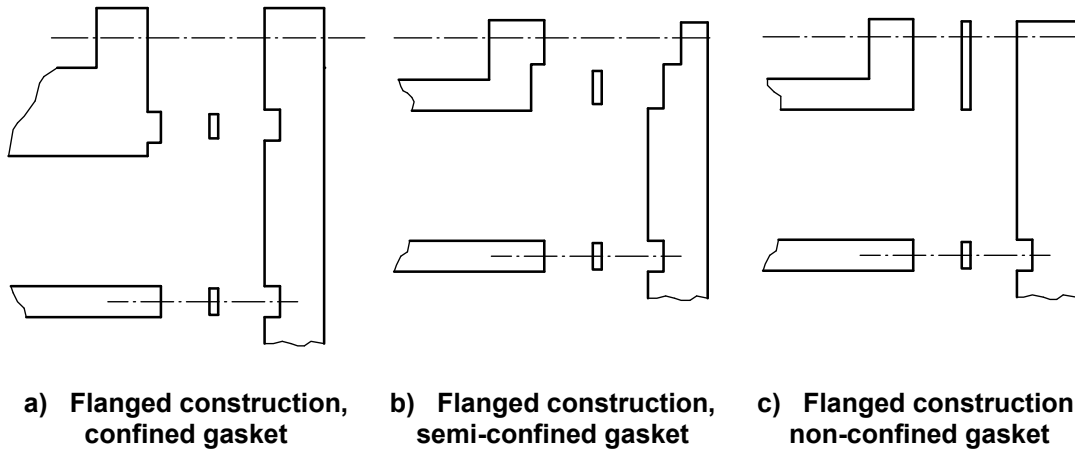 a) Flanged construction,
confined gasket
b) Flanged construction,
semi-confined gasket
c) Flanged construction
non-confined gasket